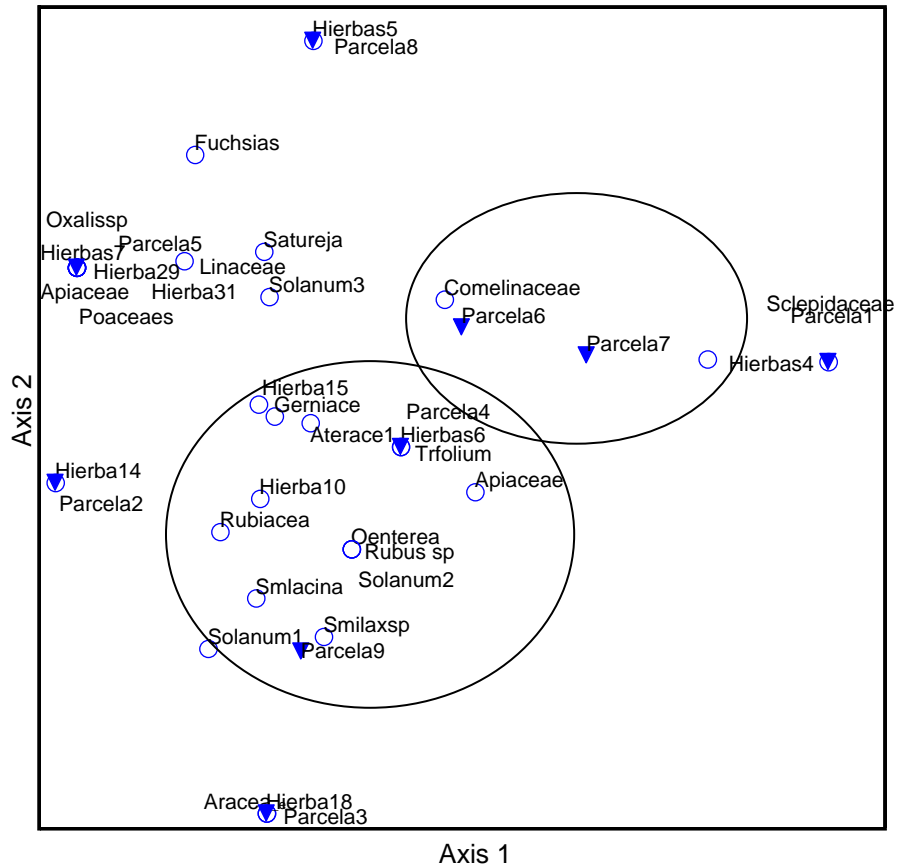 Hierbas5
Parcela8
Fuchsias
Oxalissp
Parcela5
Satureja
Hierbas7
Linaceae
Hierba29
Apiaceae
Hierba31
Solanum3
Poaceaes
Comelinaceae
Parcela6
Sclepidaceae
Parcela1
Parcela7
Hierbas4
Hierba15
Gerniace
Parcela4
Aterace1
Hierbas6
Trfolium
Hierba14
Apiaceae
Hierba10
Parcela2
Rubiacea
Oenterea
Rubus sp
Solanum2
Smlacina
Smilaxsp
Solanum1
Parcela9
Hierba18
Parcela3
Axis 2
Axis 1